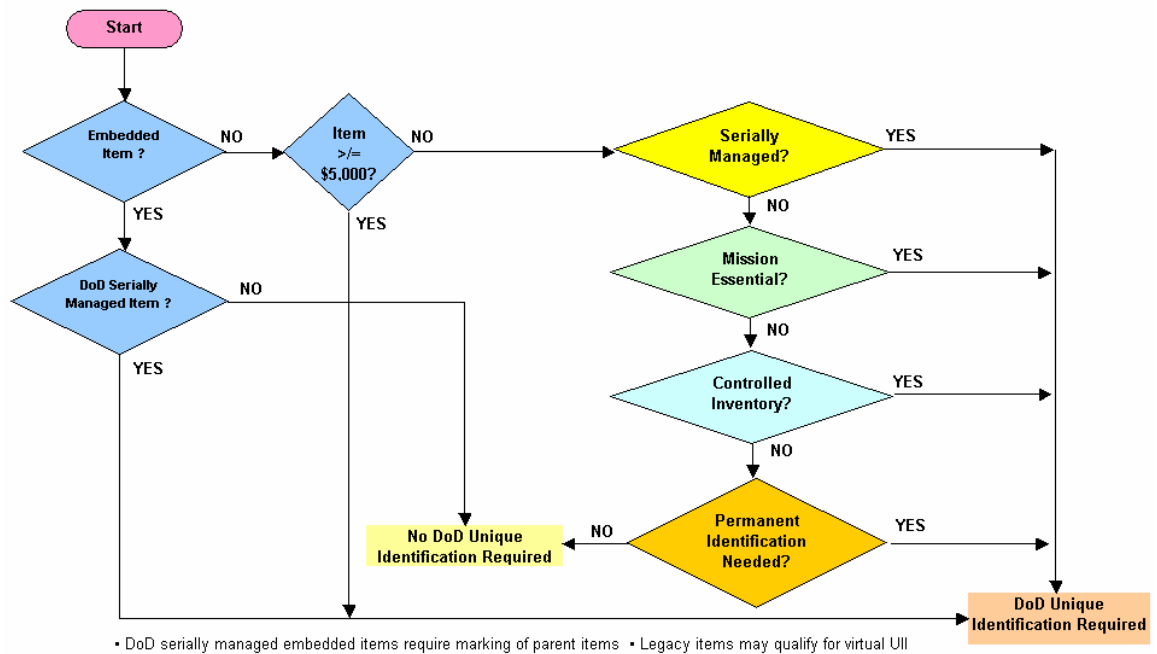 Start
Embedded
Item ?
NO
Item
>/=
$5,000?
NO
Serially
Managed?
YES
YES
YES
NO
DoD Serially
Managed Item ?
NO
Mission
Essential?
YES
YES
NO
Controlled
Inventory?
YES
NO
Permanent
Identification
Needed?
YES
NO
No DoD Unique
Identification Required
DoD Unique
Identification Required
• DoD serially managed embedded items require marking of parent items • Legacy items may qualify for virtual UII